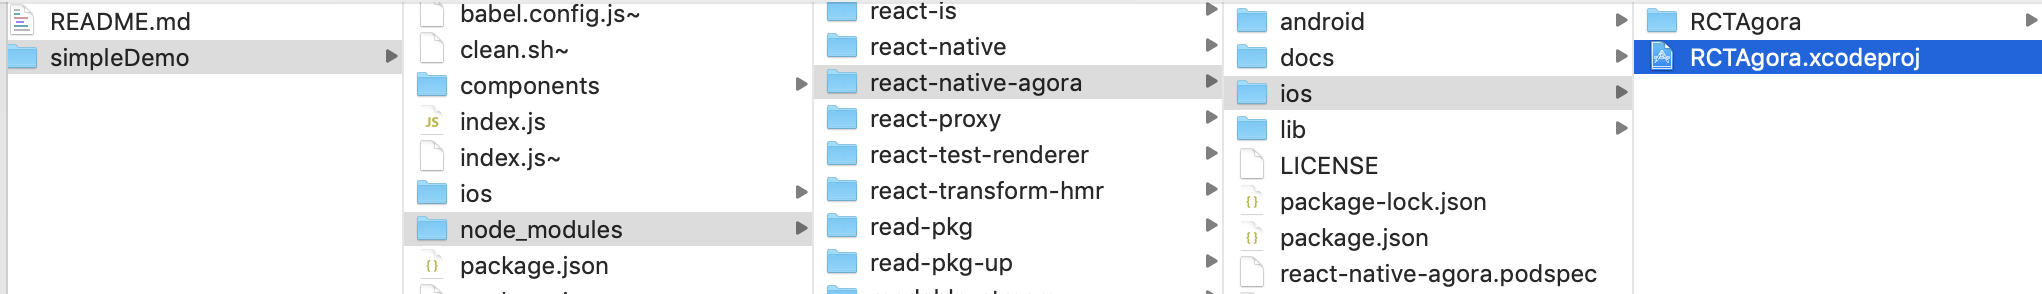 README.md
simpleDemo
babel.config.js~
clean.sh~
components
index.js
index.js~
ios
node_modules
package.json
react-is
react-native
react-native-agora
react-proxy
react-test-renderer
react-transform-hmr
read-pkg
read-pkg-up
android
docs
ios
lib
LICENSE
package-lock.json
package.json
react-native-agora.podspec
RCTAgora
RCTAgora.xcodeproj